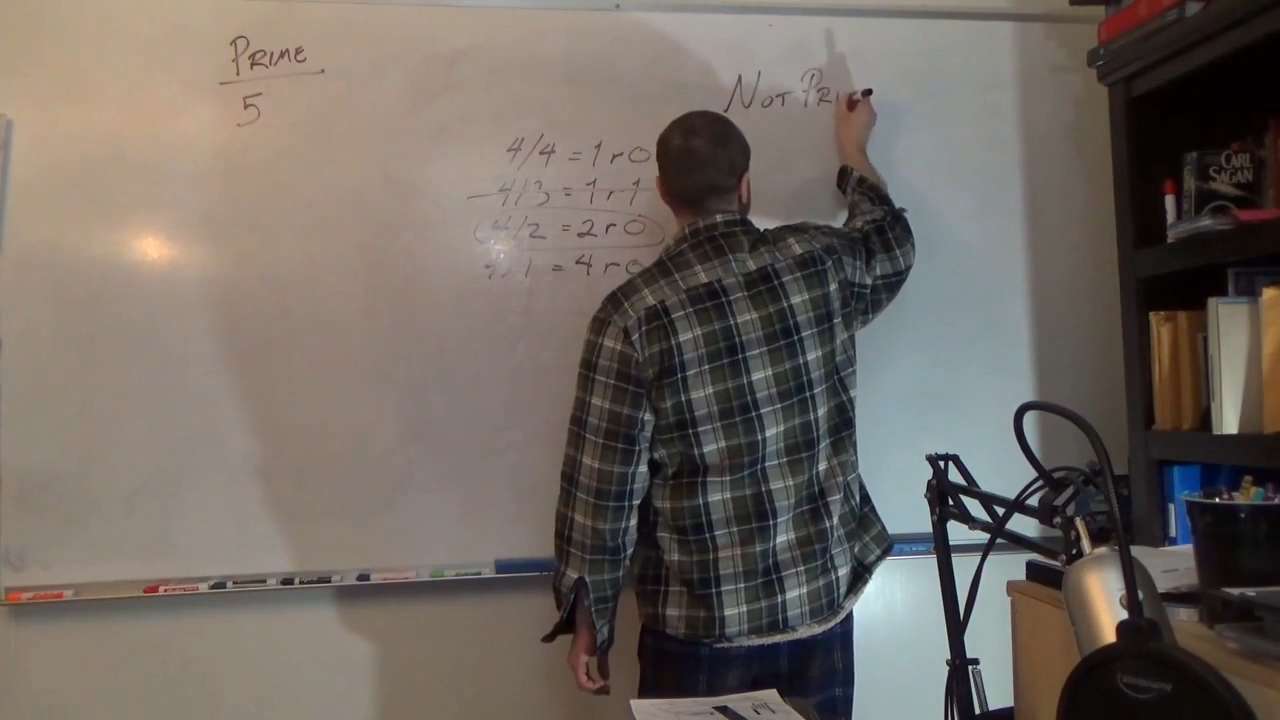 PRIME
5
NOT PRI
4/4 = 1 r 0
4/3 = 1 r 1
4/2 = 2 r 0
/1 = 4 r 0
CARL
SAGAN